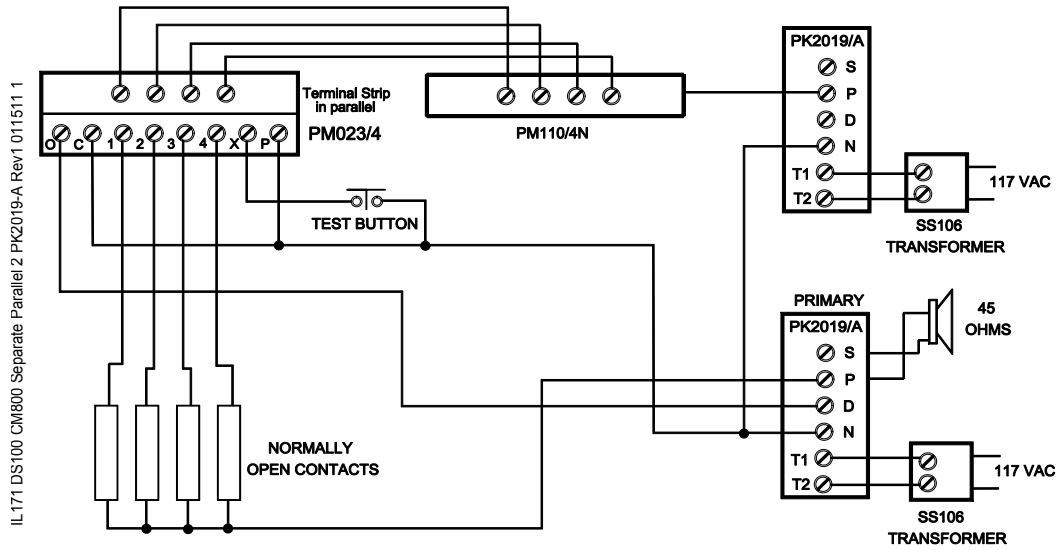 IL171 DS100 CM800 Separate Parallel 2 PK2019-A Rev1 011511 1
Terminal Strip
in parallel
PM023/4
O C 1 2 3 4 X P
PM110/4N
TEST BUTTON
NORMALLY
OPEN CONTACTS
PK2019/A
S
P
D
N
T1
T2
117 VAC
SS106
TRANSFORMER
PRIMARY
PK2019/A
S
P
D
N
T1
T2
45
OHMS
117 VAC
SS106
TRANSFORMER